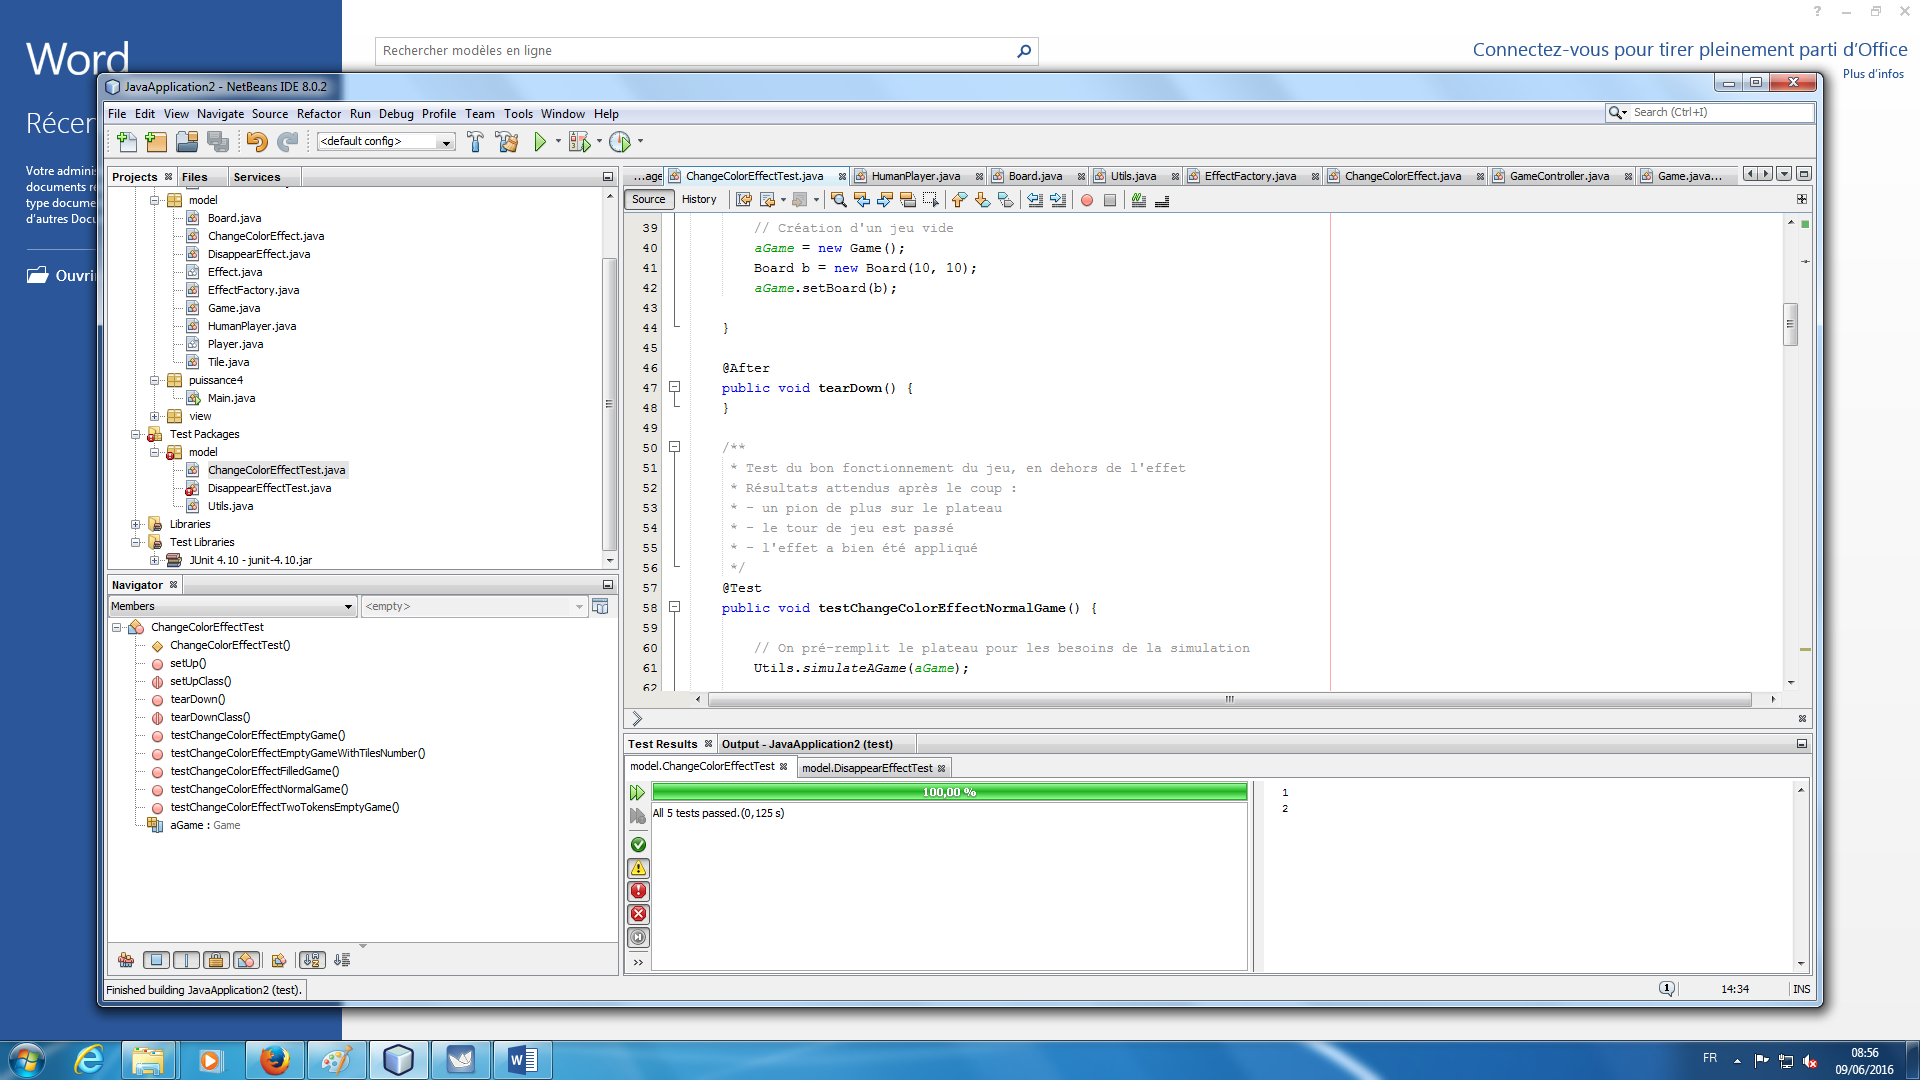 Word
Rechercher modèles en ligne
Connectez-vous pour tirer pleinement parti d'Office
Plus d'infos
Récen
Votre adminis
documents re
type docume
d'autres Docu
Ouvrir
JavaApplication2 - NetBeans IDE 8.0.2
File Edit View Navigate Source Refactor Run Debug Profile Team Tools Window Help
Search (Ctrl+I)
<default config>
Projects Files Services
model
Board.java
ChangeColorEffect.java
DisappearEffect.java
Effect.java
EffectFactory.java
Game.java
HumanPlayer.java
Player.java
Tile.java
puissance4
Main.java
view
Test Packages
model
ChangeColorEffectTest.java
DisappearEffectTest.java
Utils.java
Libraries
Test Libraries
JUnit 4.10 - junit-4.10.jar
Navigator
Members
<empty>
ChangeColorEffectTest
ChangeColorEffectTest()
setUp()
setUpClass()
tearDown()
tearDownClass()
testChangeColorEffectEmptyGame()
testChangeColorEffectEmptyGameWithTilesNumber()
testChangeColorEffectFilledGame()
testChangeColorEffectNormalGame()
testChangeColorEffectTwoTokensEmptyGame()
aGame : Game
...age ChangeColorEffectTest.java HumanPlayer.java Board.java Utils.java EffectFactory.java ChangeColorEffect.java GameController.java Game.java...
Source History
39 // Création d'un jeu vide
40 aGame = new Game();
41 Board b = new Board(10, 10);
42 aGame.setBoard(b);
43
44 }
45
46 @After
47 public void tearDown() {
48 }
49
50 /**
51 * Test du bon fonctionnement du jeu, en dehors de l'effet
52 * Résultats attendus après le coup :
53 * - un pion de plus sur le plateau
54 * - le tour de jeu est passé
55 * - l'effet a bien été appliqué
56 */
57 @Test
58 public void testChangeColorEffectNormalGame() {
59
60 // On pré-remplit le plateau pour les besoins de la simulation
61 Utils.simulateAGame(aGame);
62
Test Results Output - JavaApplication2 (test)
model.ChangeColorEffectTest model.DisappearEffectTest
100,00 %
All 5 tests passed.(0,125 s)
1
2
Finished building JavaApplication2 (test).
1
14:34
INS
FR
08:56
09/06/2016